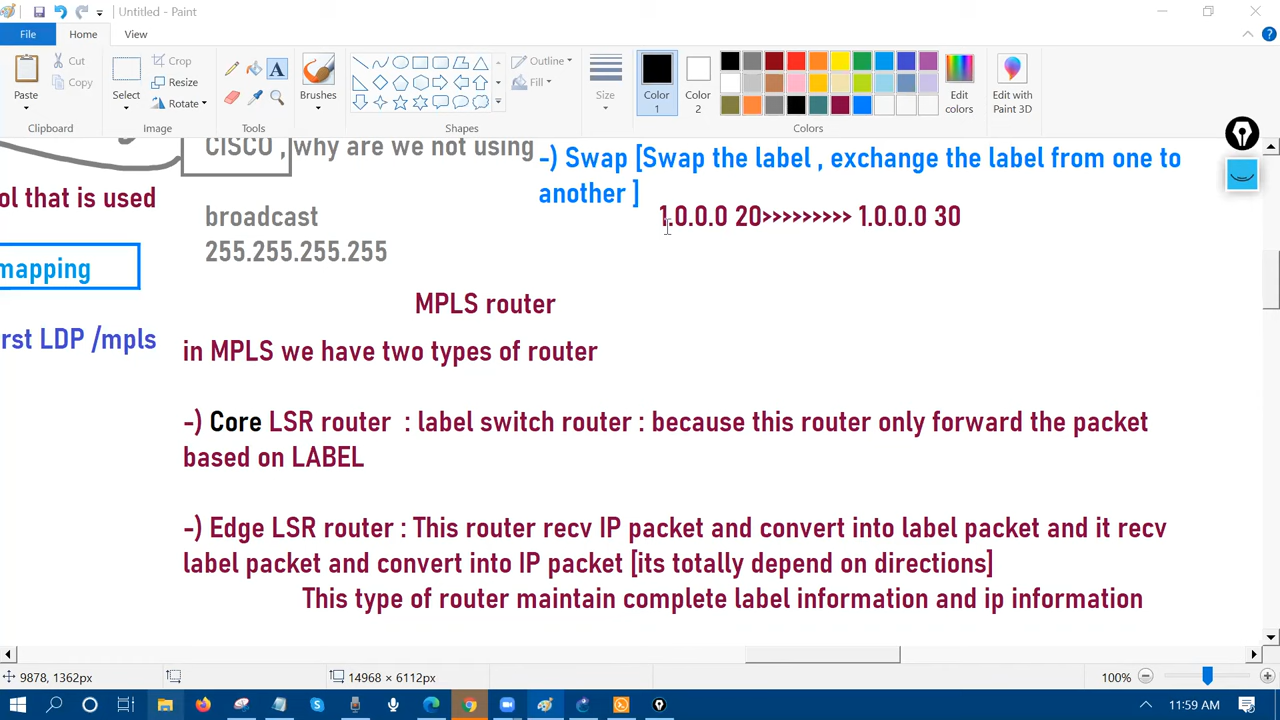 Untitled - Paint
File
Home
View
Paste
Cut
Copy
Clipboard
Select
Crop
Resize
Rotate
Image
A
Tools
Brushes
Shapes
Outline
Fill
Size
Color
1
Color
2
Edit
colors
Edit with
Paint 3D
Colors
CISCO , why are we not using
-) Swap [Swap the label , exchange the label from one to
another ]
ol that is used
1.0.0.0 20>>>>>>>>> 1.0.0.0 30
broadcast
255.255.255.255
mapping
MPLS router
rst LDP /mpls
in MPLS we have two types of router
-) Core LSR router : label switch router : because this router only forward the packet
based on LABEL
-) Edge LSR router : This router recv IP packet and convert into label packet and it recv
label packet and convert into IP packet [its totally depend on directions]
This type of router maintain complete label information and ip information
9878, 1362px
14968 × 6112px
100%
11:59 AM